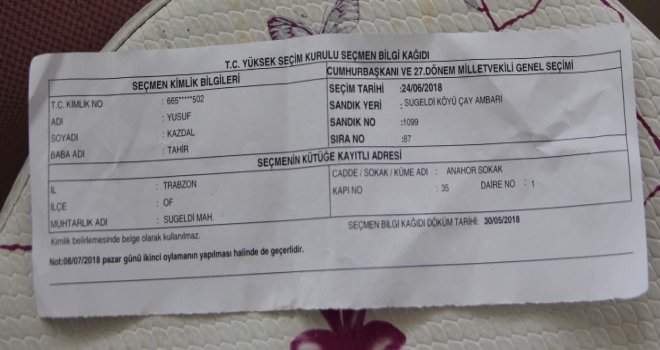 T.C. YÜKSEK SEÇİM KURULU SEÇMEN BİLGİ KAĞIDI
SEÇMEN KİMLİK BİLGİLERİ
T.C. KİMLİK NO : 665*****502
ADI : YUSUF
SOYADI : KAZDAL
BABA ADI : TAHİR
CUMHURBAŞKANI VE 27.DÖNEM MİLLETVEKİLİ GENEL SEÇİMİ
SEÇİM TARİHİ :24/06/2018
SANDIK YERİ : SUGELDİ KÖYÜ ÇAY AMBARI
SANDIK NO :1099
SIRA NO :67
SEÇMENİN KÜTÜĞE KAYITLI ADRESİ
İL : TRABZON
İLÇE : OF
MUHTARLIK ADI : SUGELDİ MAH.
CADDE / SOKAK / KÜME ADI : ANAHOR SOKAK
KAPI NO : 35 DAİRE NO : 1
Kimlik belirlemesinde belge olarak kullanılmaz.
SEÇMEN BİLGİ KAĞIDI DÖKÜM TARİHİ: 30/05/2018
Not:08/07/2018 pazar günü ikinci oylamanın yapılması halinde de geçerlidir.